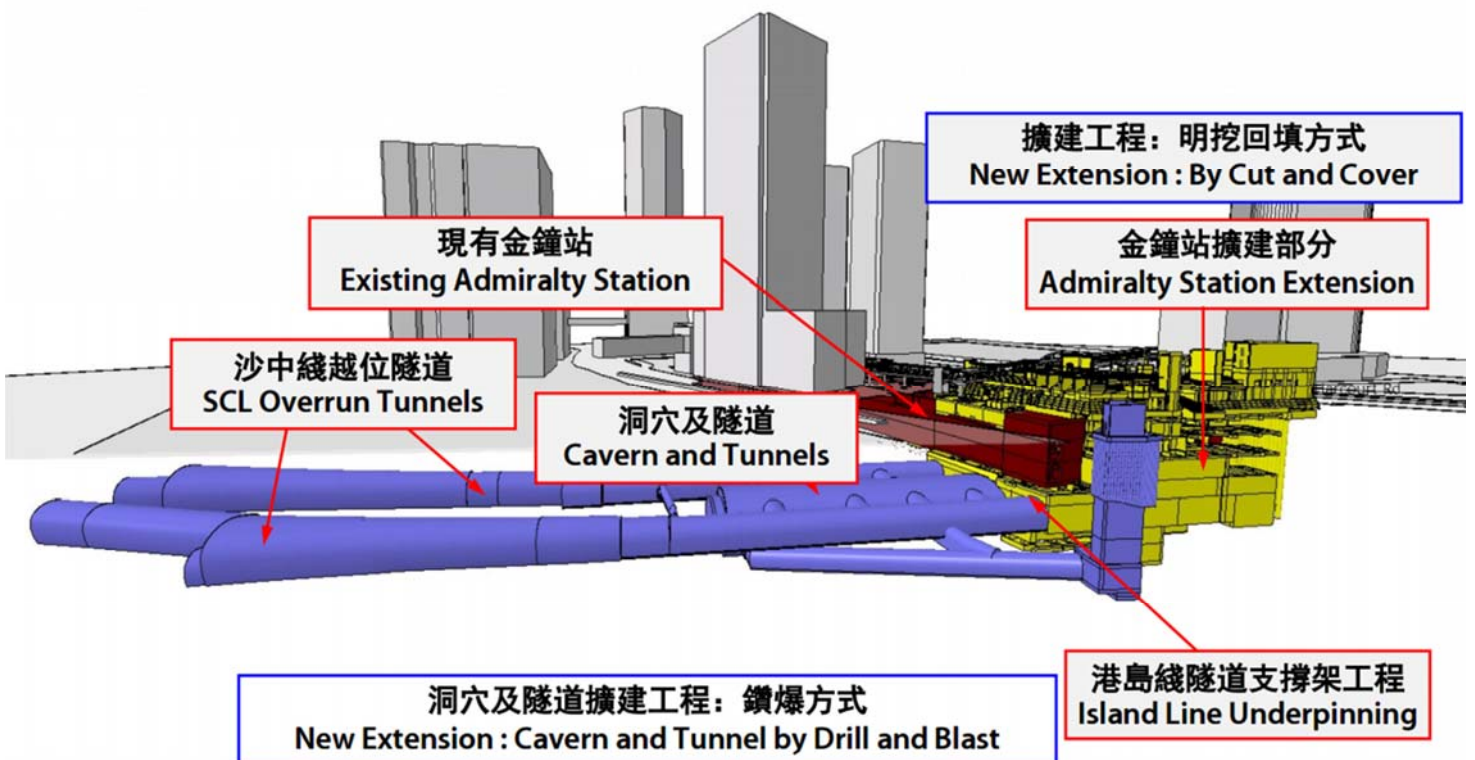 擴建工程：明挖回填方式
New Extension : By Cut and Cover
現有金鐘站
Existing Admiralty Station
金鐘站擴建部分
Admiralty Station Extension
沙中綫越位隧道
SCL Overrun Tunnels
洞穴及隧道
Cavern and Tunnels
港島綫隧道支撐架工程
Island Line Underpinning
洞穴及隧道擴建工程：鑽爆方式
New Extension : Cavern and Tunnel by Drill and Blast